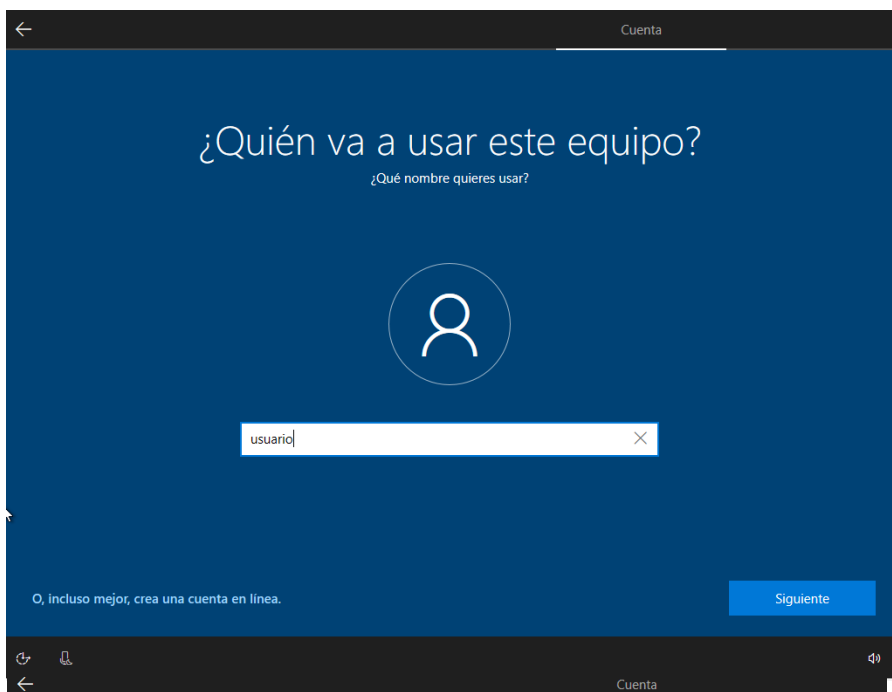 Cuenta
¿Quién va a usar este equipo?
¿Qué nombre quieres usar?
usuario
O, incluso mejor, crea una cuenta en línea.
Siguiente
Cuenta